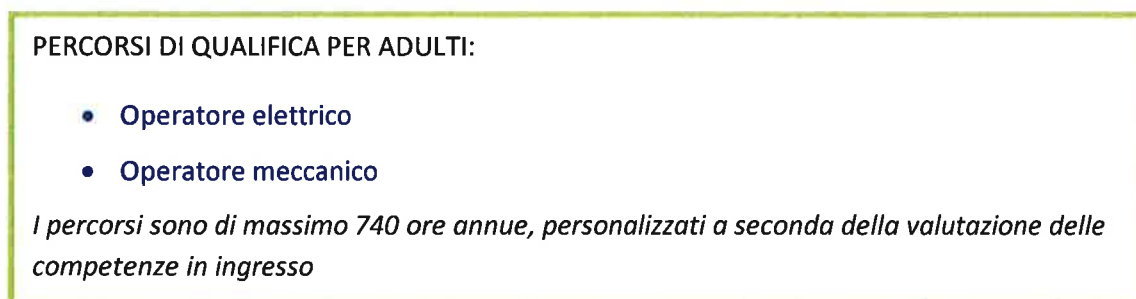 PERCORSI DI QUALIFICA PER ADULTI:
• Operatore elettrico
• Operatore meccanico
I percorsi sono di massimo 740 ore annue, personalizzati a seconda della valutazione delle
competenze in ingresso